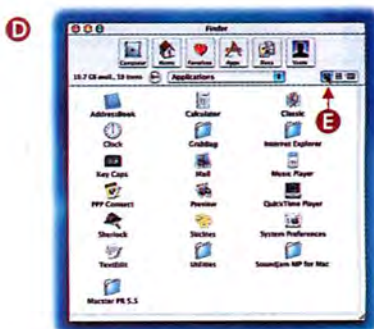 D
Finder
Computer Home Favorites Apps Docs Users
10.7 GB avail., 19 items Applications
E
AddressBook Calculator Classic
Clock Grabbag Internet Explorer
Key Caps Mail Music Player
PPP Connect Preview QuickTime Player
Sherlock Stickies System Preferences
TextEdit Utilities SoundJam MP for Mac
Macster PR 5.5